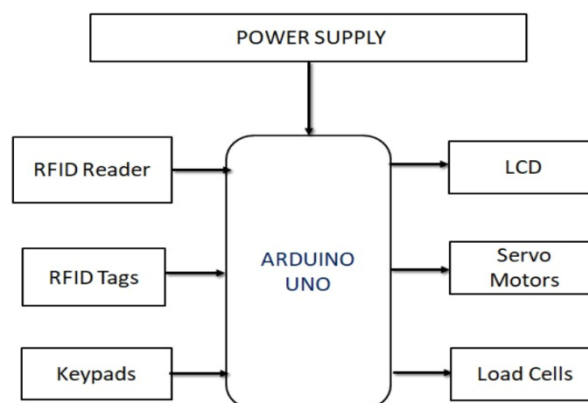 POWER SUPPLY
RFID Reader
LCD
ARDUINO
UNO
RFID Tags
Servo
Motors
Keypads
Load Cells